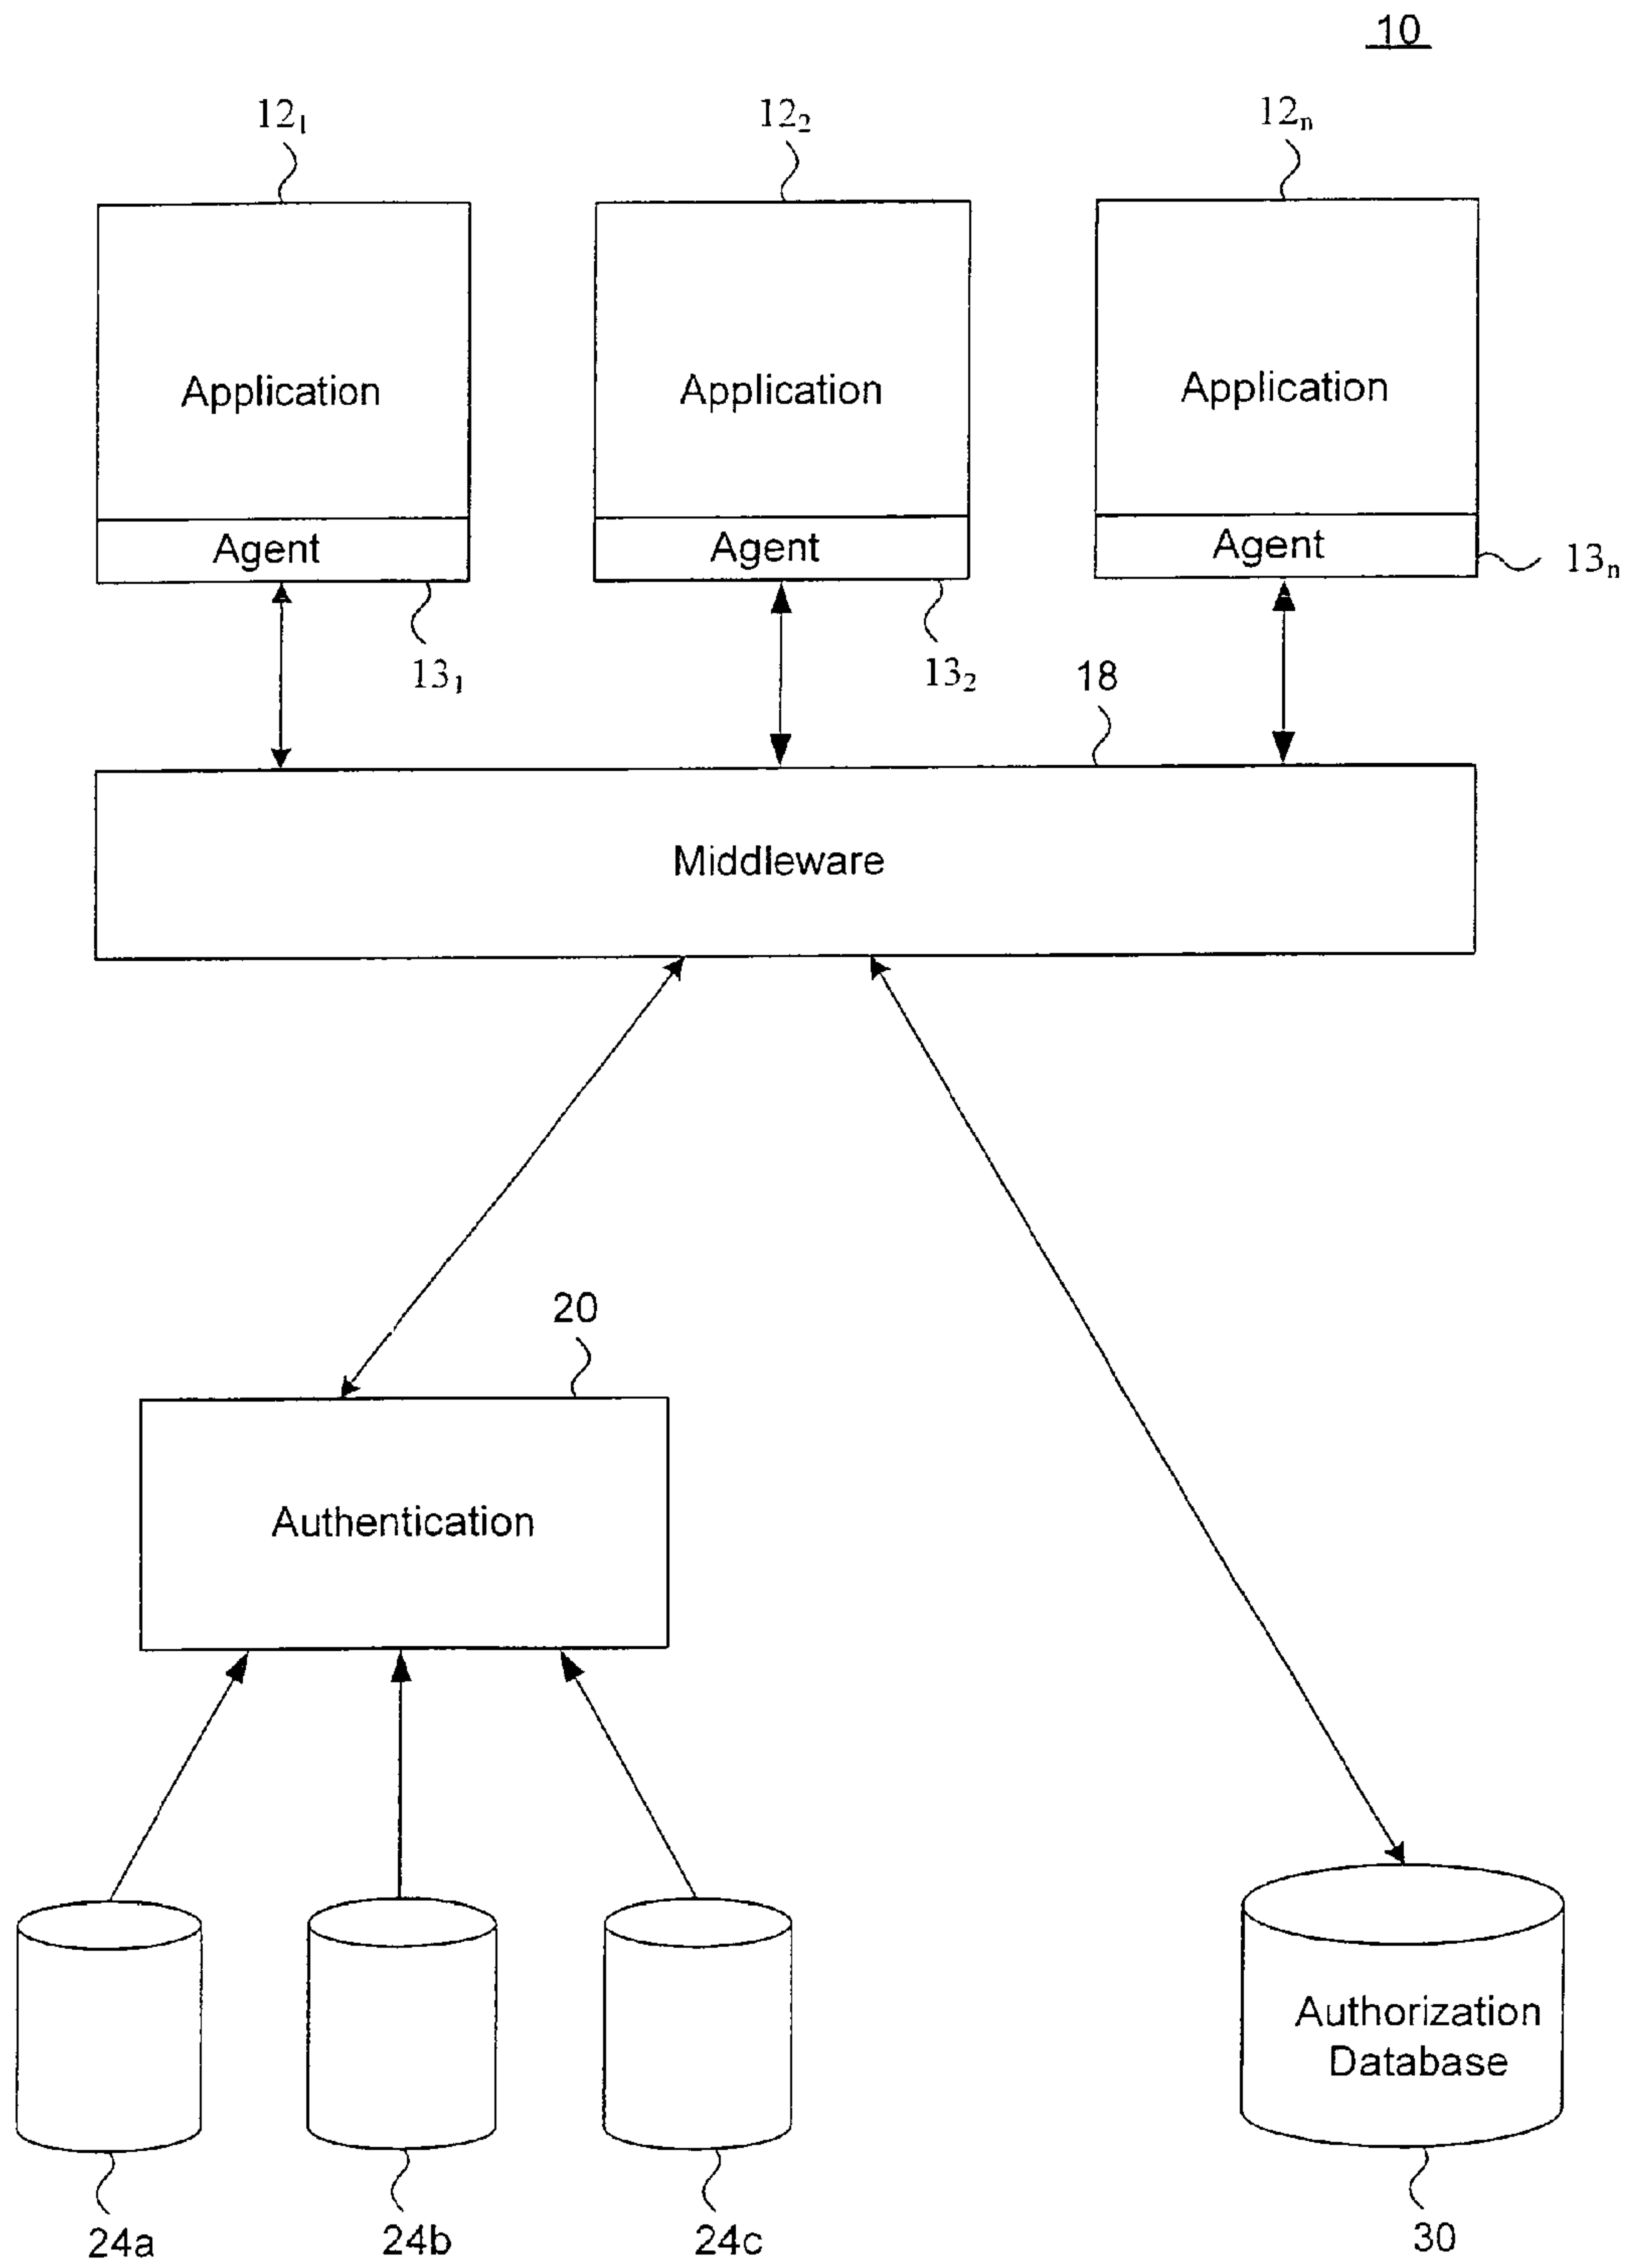 10
12₁ 12₂ 12ₙ
Application Application Application
Agent Agent Agent
13ₙ
13₁ 13₂ 18
Middleware
20
Authentication
Authorization
Database
24a 24b 24c 30